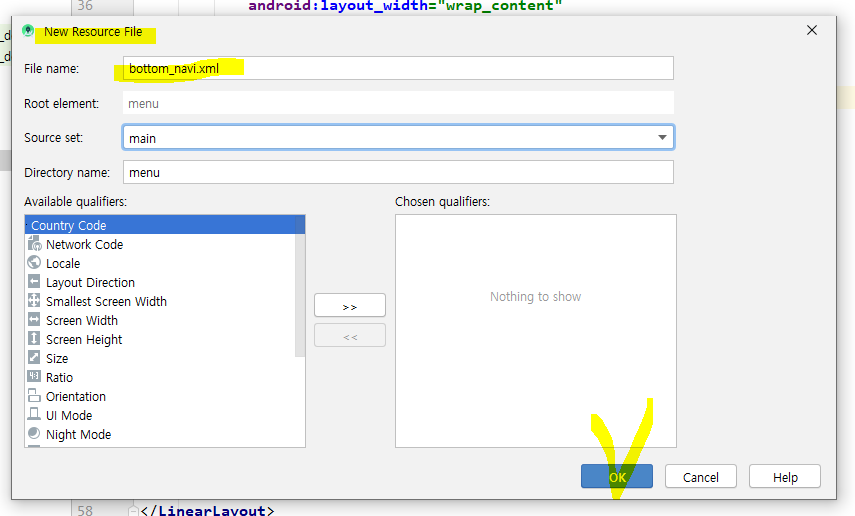 36 android:layout_width="wrap_content"
New Resource File
_d
_d
File name: bottom_navi.xml
Root element: menu
Source set: main
Directory name: menu
Available qualifiers: Chosen qualifiers:
Country Code
Network Code
Locale
Layout Direction
Smallest Screen Width
Screen Width
Screen Height
Size
Ratio
Orientation
UI Mode
Night Mode
>>
<<
Nothing to show
OK Cancel Help
58 </LinearLayout>